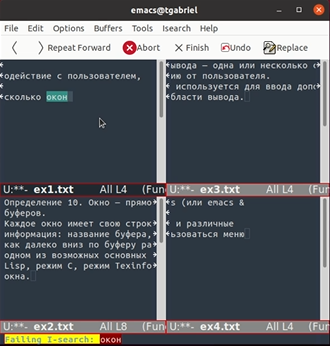 emacs@tgabriel
File Edit Options Buffers Tools Isearch Help
Repeat Forward Abort Finish Undo Replace
одействие с пользователем,
сколько окон
U:**- ex1.txt All L4 (Fun
ывода — одна или несколько с
ию от пользователя.
используется для ввода допо
бласти вывода.
U:**- ex3.txt All L4 (Fun
Определение 10. Окно — прямо
буферов.
Каждое окно имеет свою строк
информация: название буфера,
как далеко вниз по буферу ра
одном из возможных основных
Lisp, режим C, режим Texinfo
окна.
U:**- ex2.txt All L8 (Fun
s (или emacs &
и различные
ьзоваться меню
U:**- ex4.txt All L4 (Fun
Failing I-search: окон